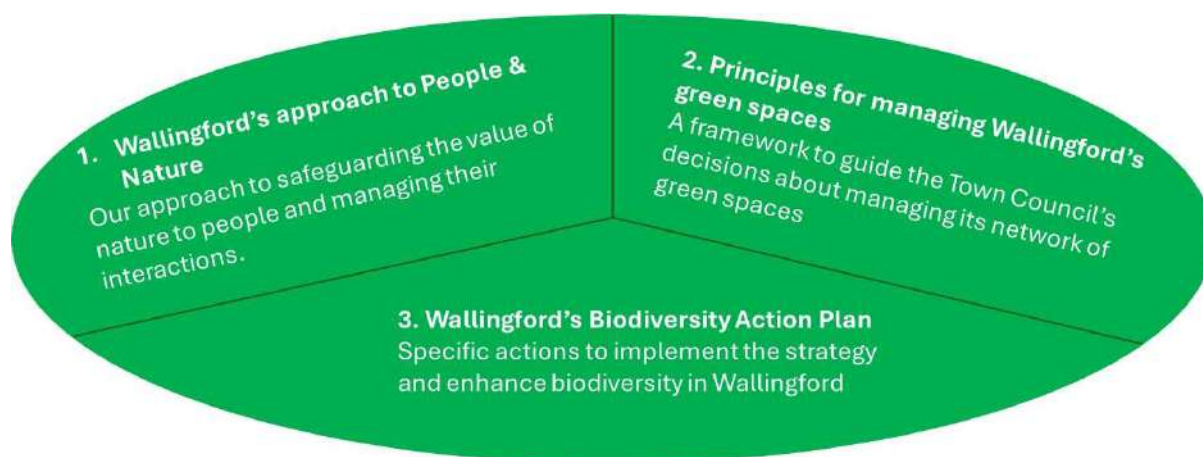 1. Wallingford's approach to People &
Nature
Our approach to safeguarding the value of
nature to people and managing their
interactions.
2. Principles for managing Wallingford's
green spaces
A framework to guide the Town Council's
decisions about managing its network of
green spaces
3. Wallingford's Biodiversity Action Plan
Specific actions to implement the strategy
and enhance biodiversity in Wallingford